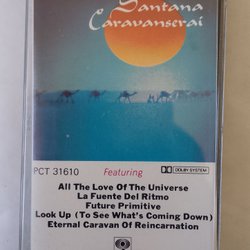 Santana
Caravanserai
PCT 31610
Featuring
DOLBY SYSTEM
All The Love Of The Universe
La Fuente Del Ritmo
Future Primitive
Look Up (To See What's Coming Down)
Eternal Caravan Of Reincarnation